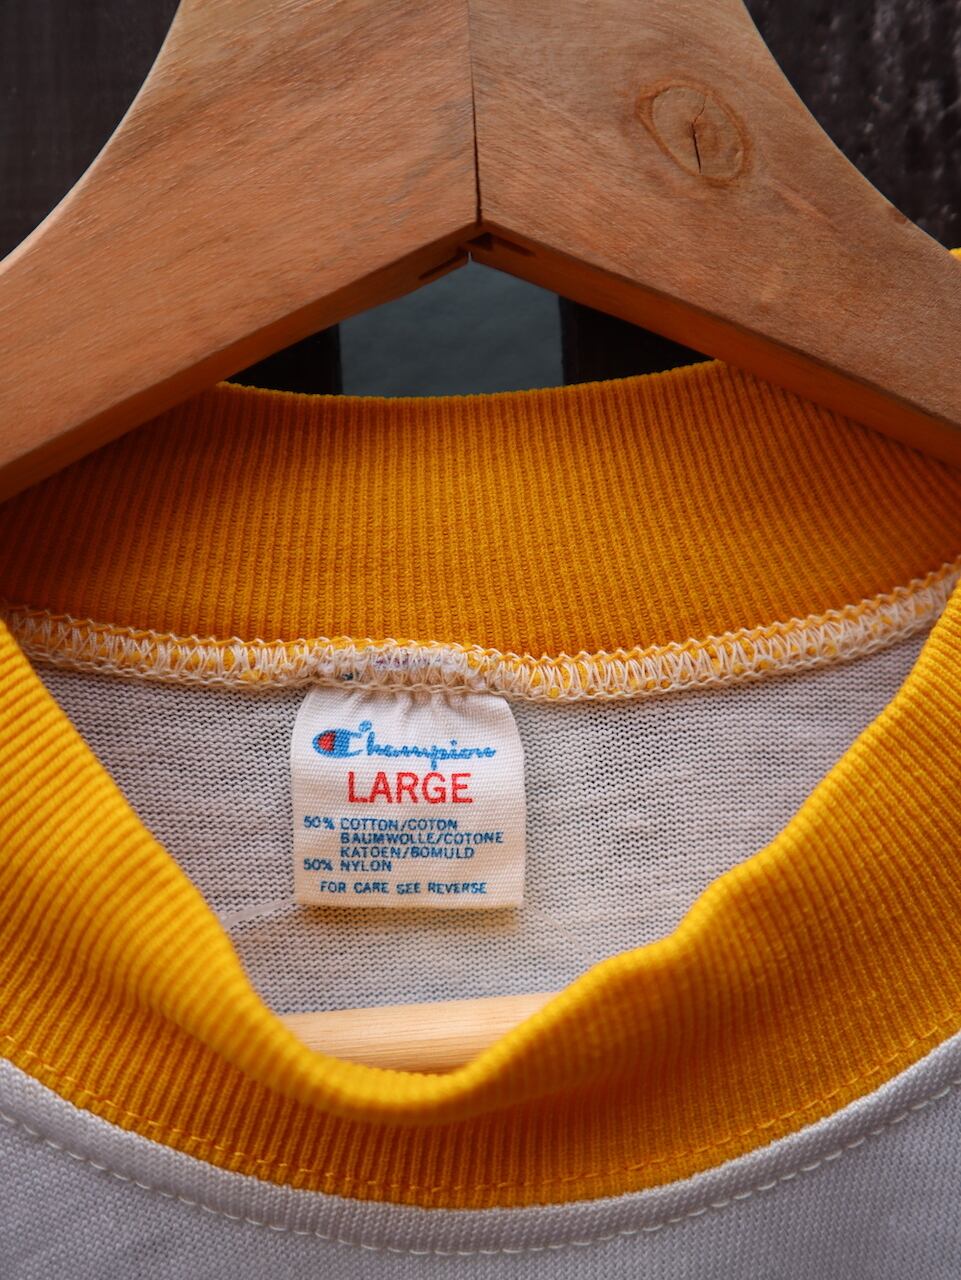 Champion
LARGE
50% COTTON/COTON
BAUMWOLLE/COTONE
KATOEN/BOMULD
50% NYLON
FOR CARE SEE REVERSE